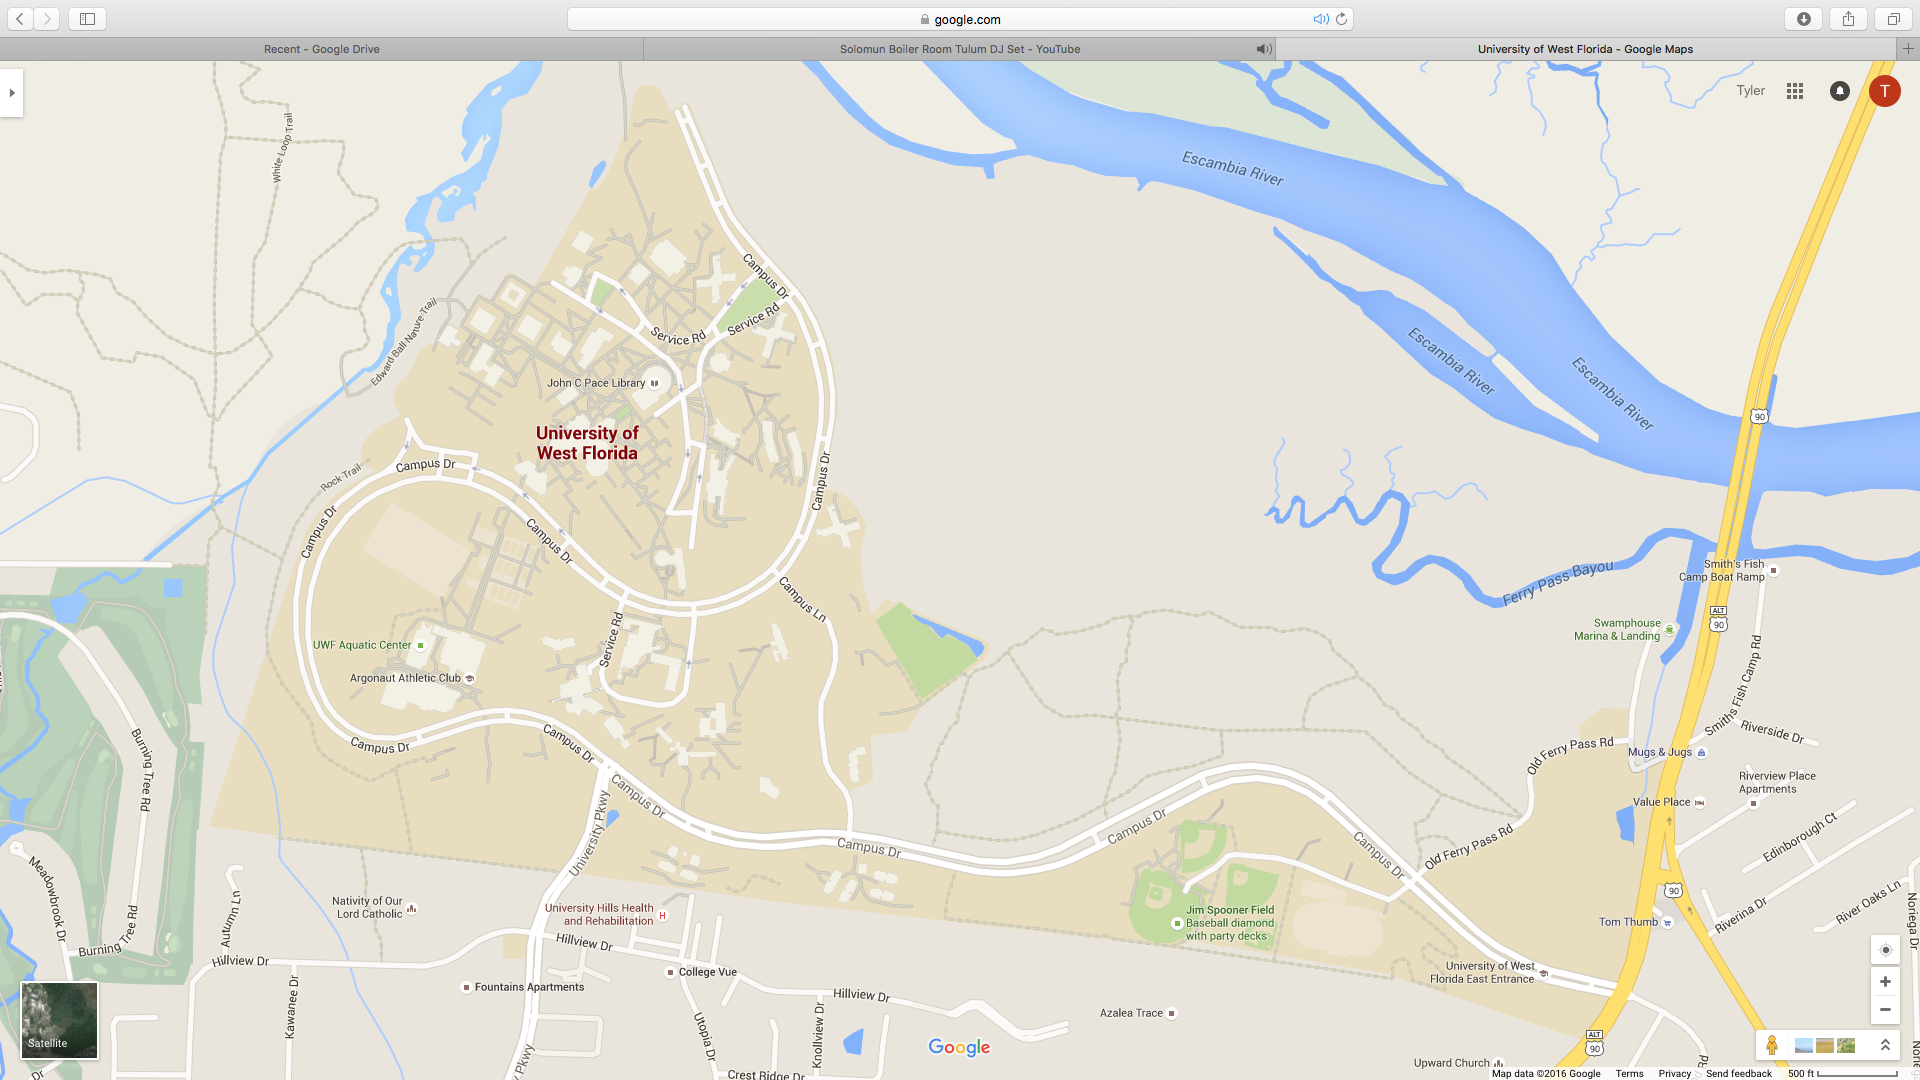 google.com
Recent - Google Drive
Solomun Boiler Room Tulum DJ Set - YouTube
University of West Florida - Google Maps
Tyler
T
White Loop Trail
Escambia River
Campus Dr
Service Rd
Service Rd
Edward Ball Nature Trail
Escambia River
Escambia River
John C Pace Library
90
University of
West Florida
Campus Dr
Rock Trail
Campus Dr
Campus Dr
Campus Dr
Smith's Fish
Camp Boat Ramp
Ferry Pass Bayou
Campus Ln
ALT
90
Swamphouse
Marina & Landing
Service Rd
UWF Aquatic Center
Argonaut Athletic Club
Smiths Fish Camp Rd
Riverside Dr
Campus Dr
Campus Dr
Old Ferry Pass Rd
Mugs & Jugs
Burning Tree Rd
Riverview Place
Apartments
Value Place
Campus Dr
University Pkwy
Campus Dr
Campus Dr
Campus Dr
Old Ferry Pass Rd
Edinborough Ct
Meadowbrook Dr
Autumn Ln
Nativity of Our
Lord Catholic
University Hills Health
and Rehabilitation
H
90
River Oaks Ln
Riverina Dr
Noriega Dr
Tom Thumb
Jim Spooner Field
Baseball diamond
with party decks
Burning Tree Rd
Hillview Dr
Hillview Dr
College Vue
University of West
Florida East Entrance
Fountains Apartments
Kawanee Dr
Hillview Dr
Utopia Dr
Knollview Dr
Azalea Trace
Satellite
Google
ALT
90
Pkwy
Crest Ridge Dr
Upward Church
Rd
Map data ©2016 Google Terms Privacy Send feedback 500 ft